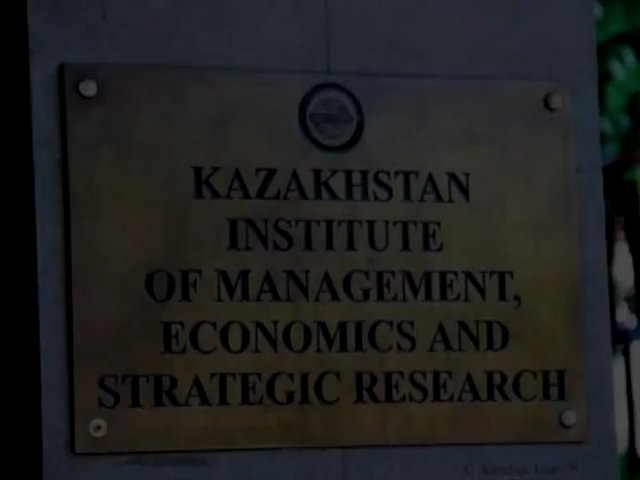 KAZAKHSTAN
INSTITUTE
OF MANAGEMENT,
ECONOMICS AND
STRATEGIC RESEARCH